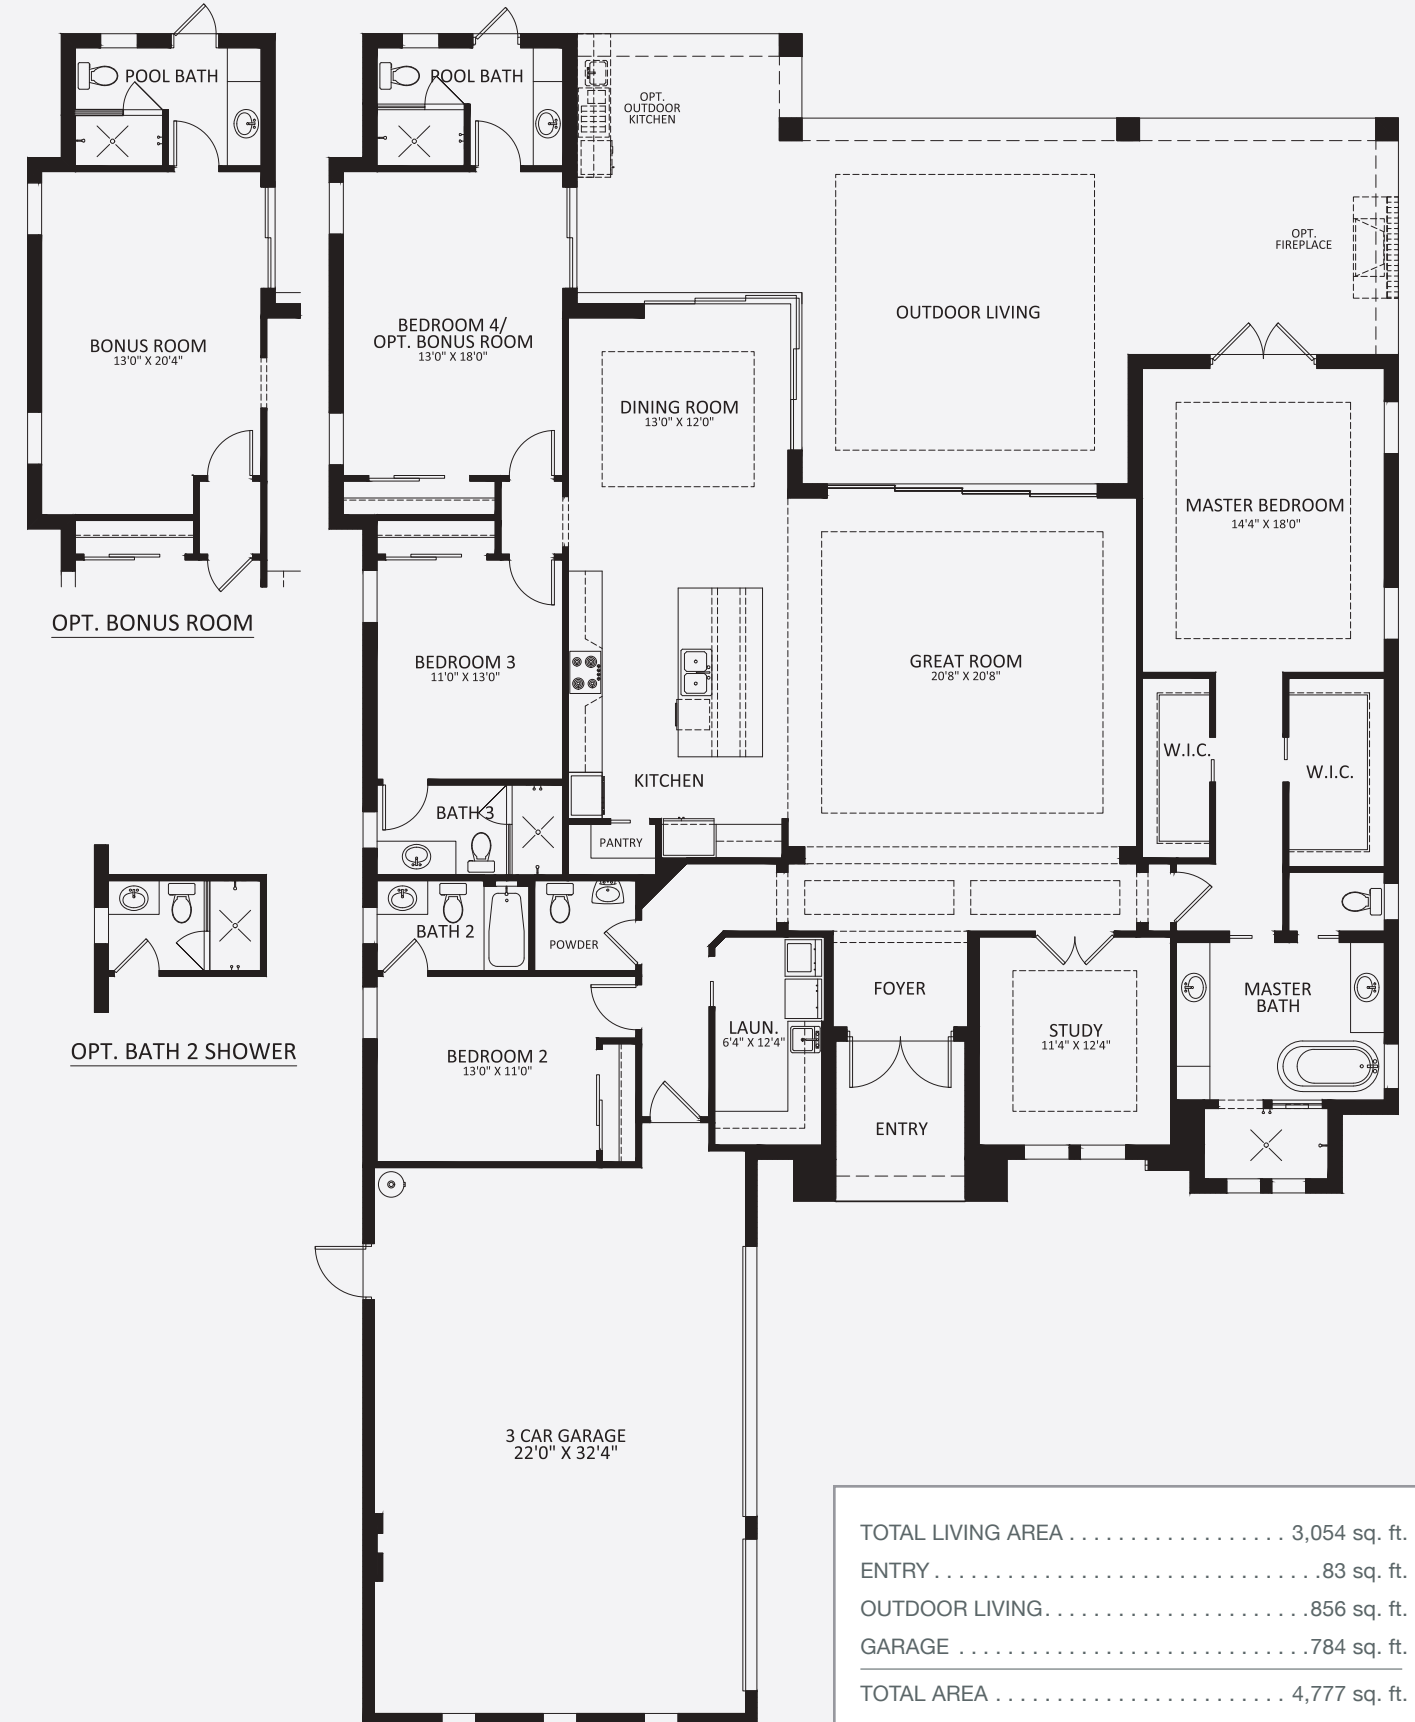 POOL BATH
POOL BATH
OPT.
OUTDOOR
KITCHEN
OPT.
FIREPLACE
OUTDOOR LIVING
BONUS ROOM
13'0" X 20'4"
BEDROOM 4/
OPT. BONUS ROOM
13'0" X 18'0"
DINING ROOM
13'0" X 12'0"
MASTER BEDROOM
14'4" X 18'0"
OPT. BONUS ROOM
BEDROOM 3
11'0" X 13'0"
GREAT ROOM
20'8" X 20'8"
W.I.C.
W.I.C.
KITCHEN
BATH 3
PANTRY
BATH 2
POWDER
FOYER
MASTER
BATH
LAUN.
6'4" X 12'4"
STUDY
11'4" X 12'4"
OPT. BATH 2 SHOWER
BEDROOM 2
13'0" X 11'0"
ENTRY
3 CAR GARAGE
22'0" X 32'4"
TOTAL LIVING AREA . . . . . . . . . . . . . . . . . . 3,054 sq. ft.
ENTRY . . . . . . . . . . . . . . . . . . . . . . . . . . . . . . . .83 sq. ft.
OUTDOOR LIVING. . . . . . . . . . . . . . . . . . . . . .856 sq. ft.
GARAGE . . . . . . . . . . . . . . . . . . . . . . . . . . . . .784 sq. ft.
TOTAL AREA . . . . . . . . . . . . . . . . . . . . . . . . 4,777 sq. ft.